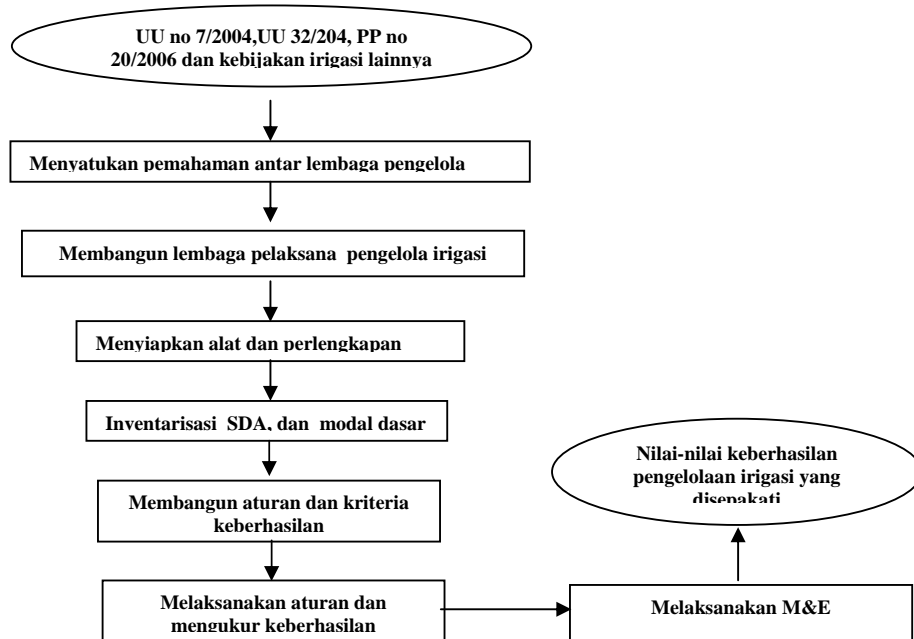 UU no 7/2004,UU 32/204, PP no
20/2006 dan kebijakan irigasi lainnya
Menyatukan pemahaman antar lembaga pengelola
Membangun lembaga pelaksana pengelola irigasi
Menyiapkan alat dan perlengkapan
Inventarisasi SDA, dan modal dasar
Membangun aturan dan kriteria
keberhasilan
Melaksanakan aturan dan
mengukur keberhasilan
Melaksanakan M&E
Nilai-nilai keberhasilan
pengelolaan irigasi yang
disepakati